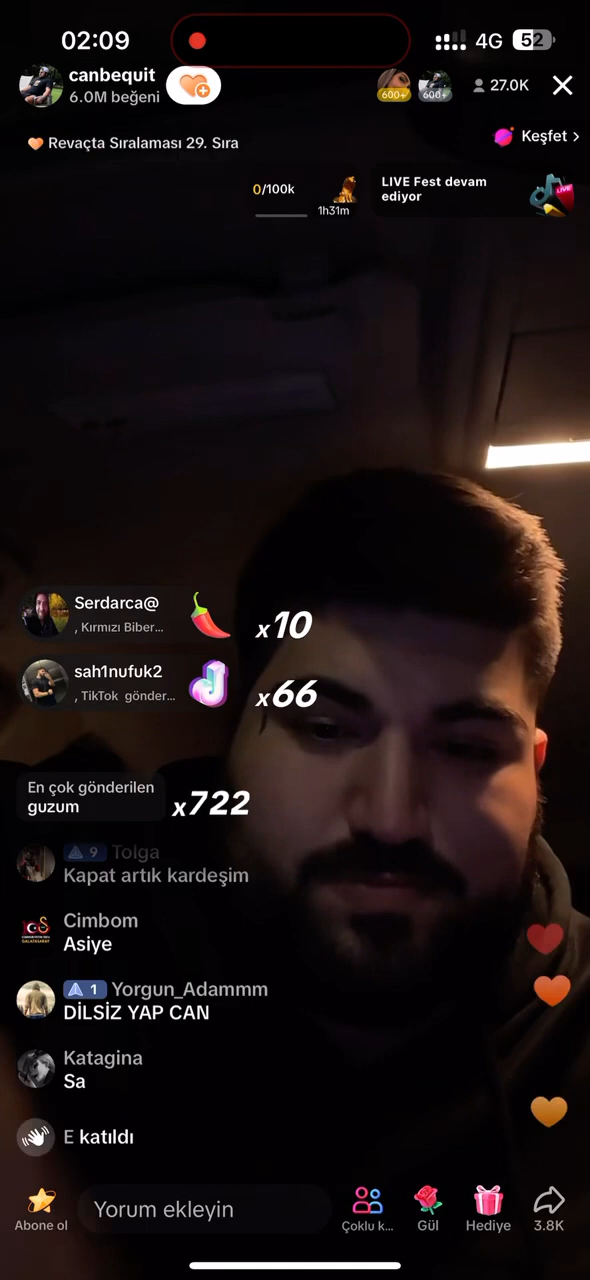 02:09
4G
52
canbequit
6.0M beğeni
600+
600+
27.0K
Revaçta Sıralaması 29. Sıra
Keşfet >
0/100k
1h31m
LIVE Fest devam
ediyor
LIVE
Serdarca@
, Kırmızı Biber...
x10
sah1nufuk2
, TikTok gönder...
x66
En çok gönderilen
guzum
x722
9 Tolga
Kapat artık kardeşim
Cimbom
Asiye
1 Yorgun_Adammm
DİLSİZ YAP CAN
Katagina
Sa
E katıldı
Abone ol
Yorum ekleyin
Çoklu k...
Gül
Hediye
3.8K